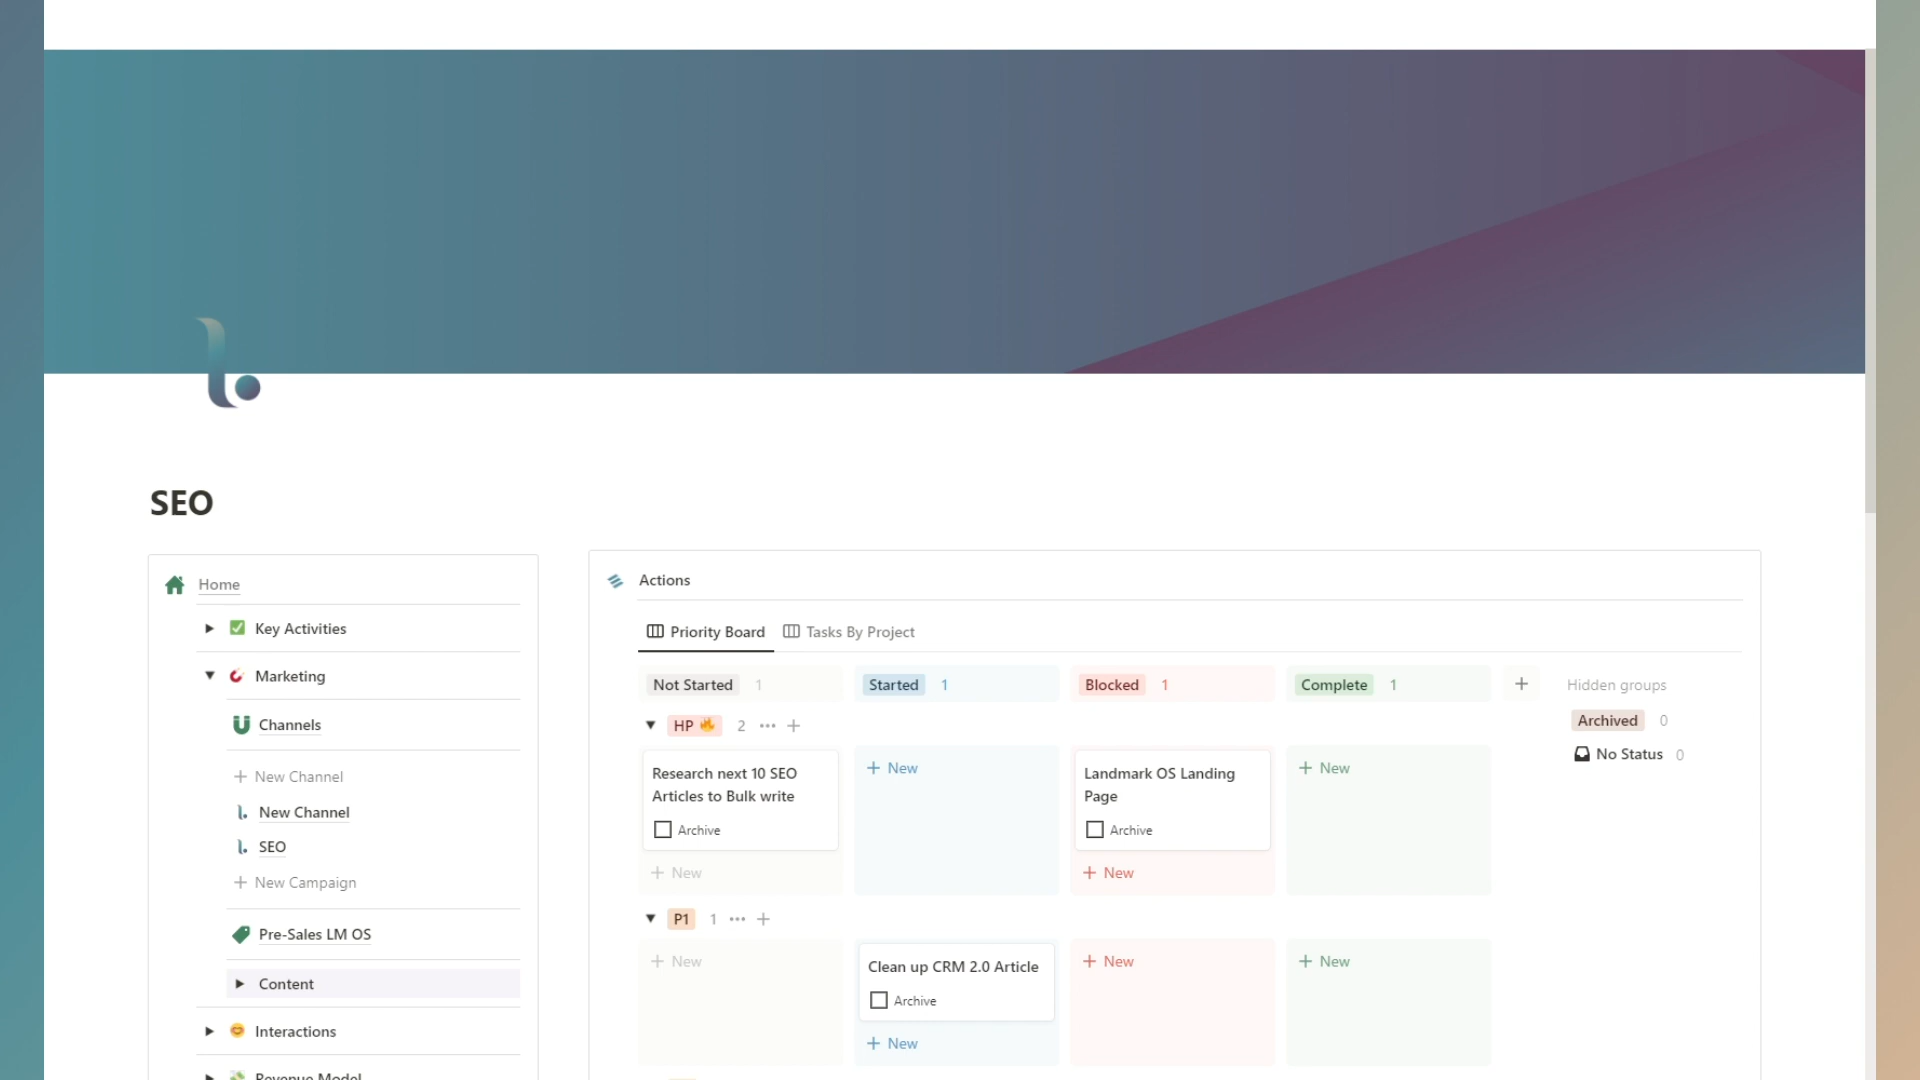 SEO
Home
Key Activities
Marketing
Channels
New Channel
New Channel
SEO
New Campaign
Pre-Sales LM OS
Content
Interactions
Revenue Model
Actions
Priority Board Tasks By Project
Not Started 1 Started 1 Blocked 1 Complete 1 Hidden groups
Archived 0
No Status 0
HP 2
Research next 10 SEO
Articles to Bulk write
Archive
New
New
Landmark OS Landing
Page
Archive
New
New
P1 1
New
Clean up CRM 2.0 Article
Archive
New
New
New